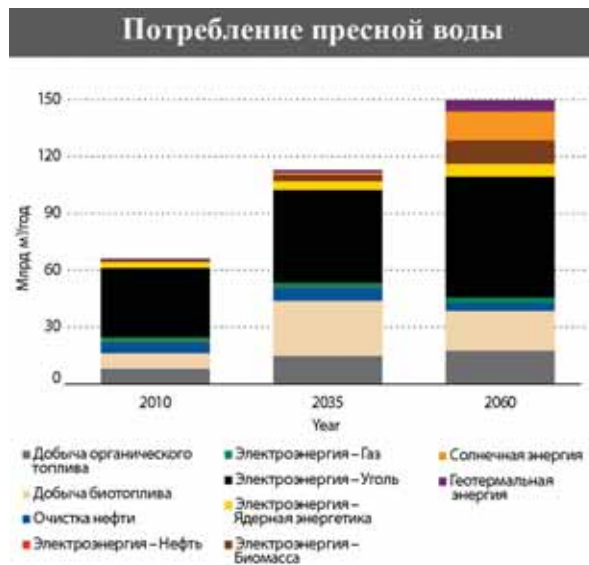 Потребление пресной воды
Млрд м³/год
150
120
90
60
30
0
2010
2035
2060
Year
Добыча органического
топлива
Добыча биотоплива
Очистка нефти
Электроэнергия – Нефть
Электроэнергия – Газ
Электроэнергия – Уголь
Электроэнергия –
Ядерная энергетика
Электроэнергия –
Биомасса
Солнечная энергия
Геотермальная
энергия